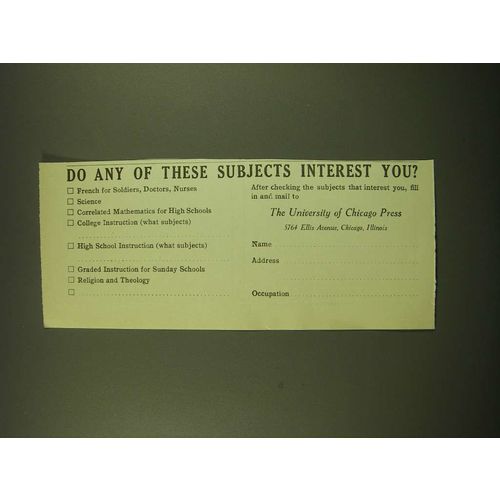 DO ANY OF THESE SUBJECTS INTEREST YOU?
☐ French for Soldiers, Doctors, Nurses
☐ Science
☐ Correlated Mathematics for High Schools
☐ College Instruction (what subjects)
☐ High School Instruction (what subjects)
☐ Graded Instruction for Sunday Schools
☐ Religion and Theology
☐
After checking the subjects that interest you, fill
in and mail to
The University of Chicago Press
5764 Ellis Avenue, Chicago, Illinois
Name
Address
Occupation